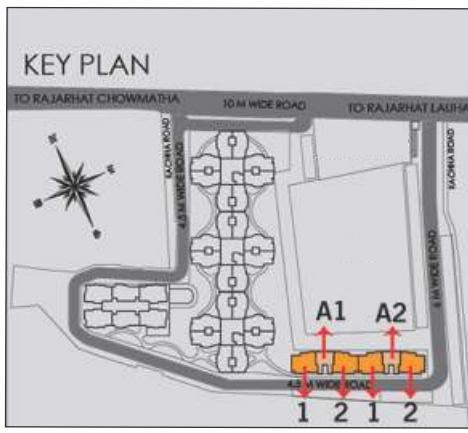 KEY PLAN
TO RAJARHAT CHOWMATHA
10 M WIDE ROAD
TO RAJARHAT LAUHA
KACHHA ROAD
4.5 M WIDE ROAD
KACHHA ROAD
6 M WIDE ROAD
A1 A2
4.5 M WIDE ROAD
1 2 1 2